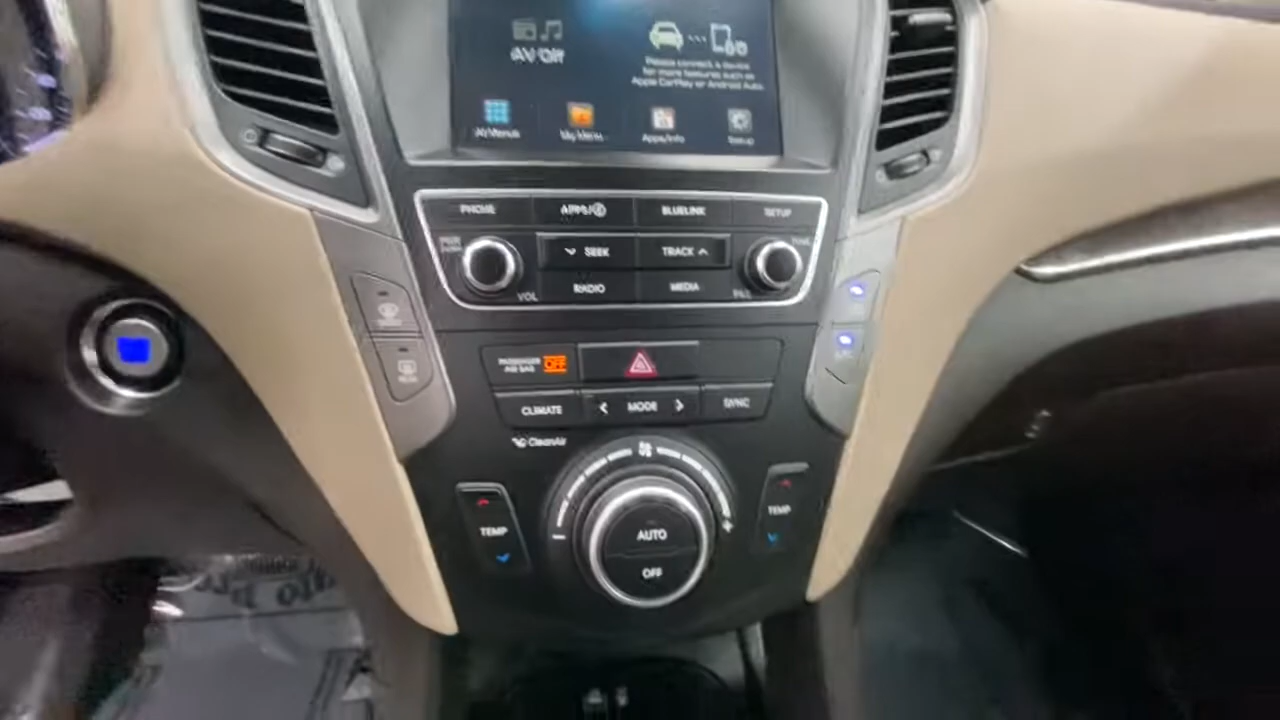 AV Off
Please connect a device
for more features such as
Apple CarPlay or Android Auto.
All Menus
My Menu
Apps/Info
Setup
PHONE
APPS/
BLUELINK
SETUP
SEEK
TRACK
VOL
RADIO
MEDIA
PASSENGER
AIR BAG
OFF
CLIMATE
MODE
SYNC
CleanAir
TEMP
TEMP
AUTO
OFF